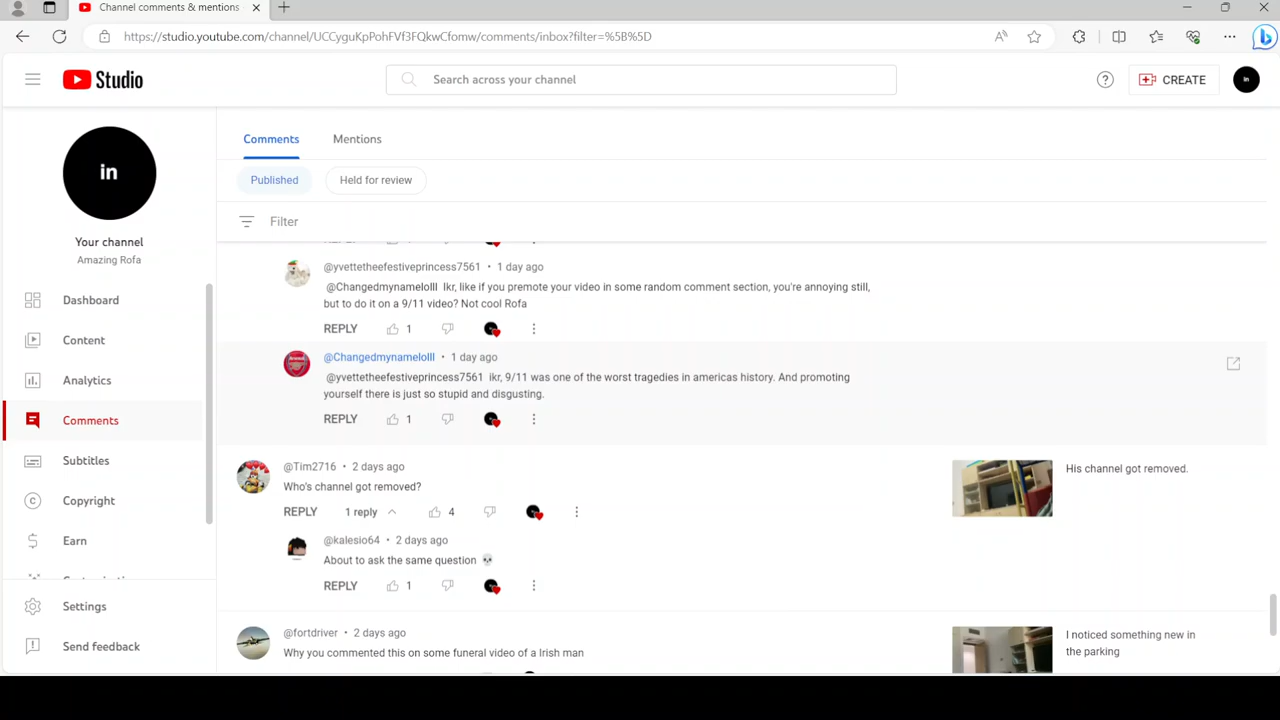 Channel comments & mentions
https://studio.youtube.com/channel/UCCyguKpPohFVf3FQkwCfomw/comments/inbox?filter=%5B%5D
Studio
Search across your channel
CREATE
in
in
Your channel
Amazing Rofa
Dashboard
Content
Analytics
Comments
Subtitles
Copyright
Earn
Settings
Send feedback
Comments
Mentions
Published
Held for review
Filter
@yvettetheefestiveprincess7561 • 1 day ago
@Changedmynamelolll Ikr, like if you premote your video in some random comment section, you're annoying still,
but to do it on a 9/11 video? Not cool Rofa
REPLY 1
@Changedmynamelolll • 1 day ago
@yvettetheefestiveprincess7561 ikr, 9/11 was one of the worst tragedies in americas history. And promoting
yourself there is just so stupid and disgusting.
REPLY 1
@Tim2716 • 2 days ago
Who's channel got removed?
REPLY 1 reply 4
His channel got removed.
@kalesio64 • 2 days ago
About to ask the same question 💀
REPLY 1
@fortdriver • 2 days ago
Why you commented this on some funeral video of a Irish man
I noticed something new in
the parking